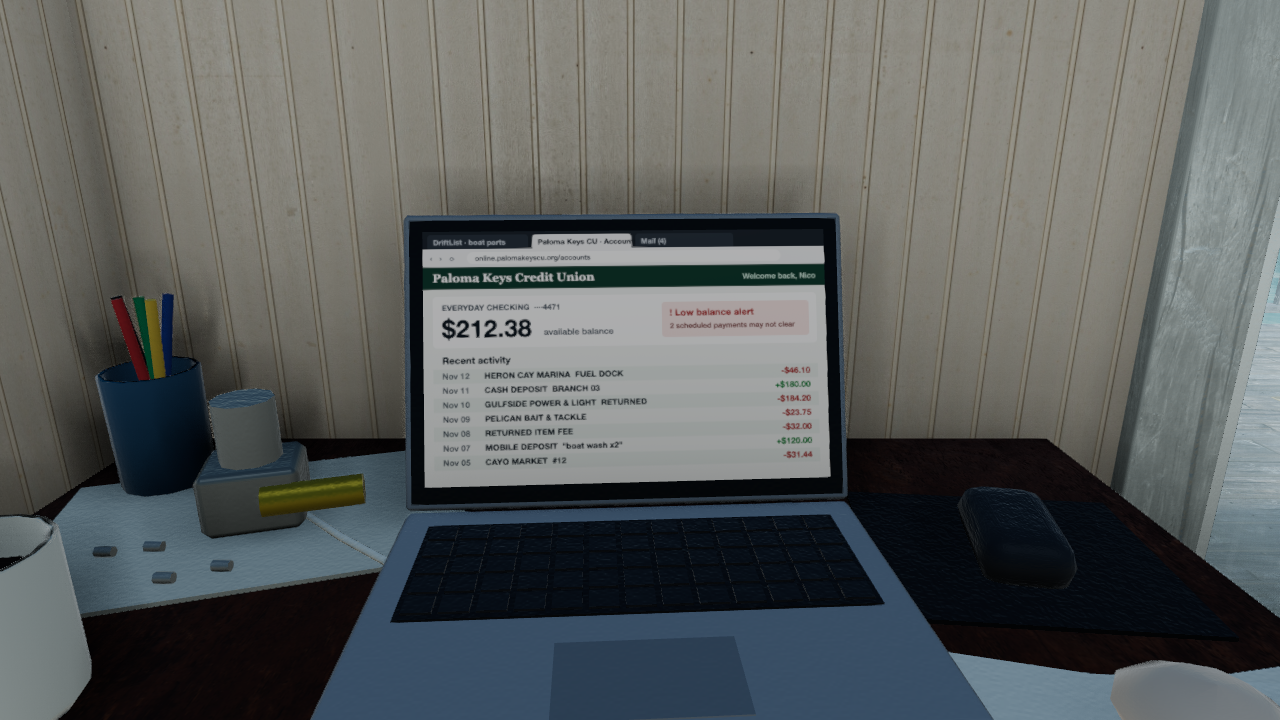 DriftList - boat parts
Paloma Keys CU - Accoun
Mail (4)
online.palomakeyscu.org/accounts
Paloma Keys Credit Union
Welcome back, Nico
EVERYDAY CHECKING ····4471
$212.38 available balance
! Low balance alert
2 scheduled payments may not clear
Recent activity
Nov 12 HERON CAY MARINA FUEL DOCK -$46.10
Nov 11 CASH DEPOSIT BRANCH 03 +$180.00
Nov 10 GULFSIDE POWER & LIGHT RETURNED -$184.20
Nov 09 PELICAN BAIT & TACKLE -$23.75
Nov 08 RETURNED ITEM FEE -$32.00
Nov 07 MOBILE DEPOSIT "boat wash x2" +$120.00
Nov 05 CAYO MARKET #12 -$31.44